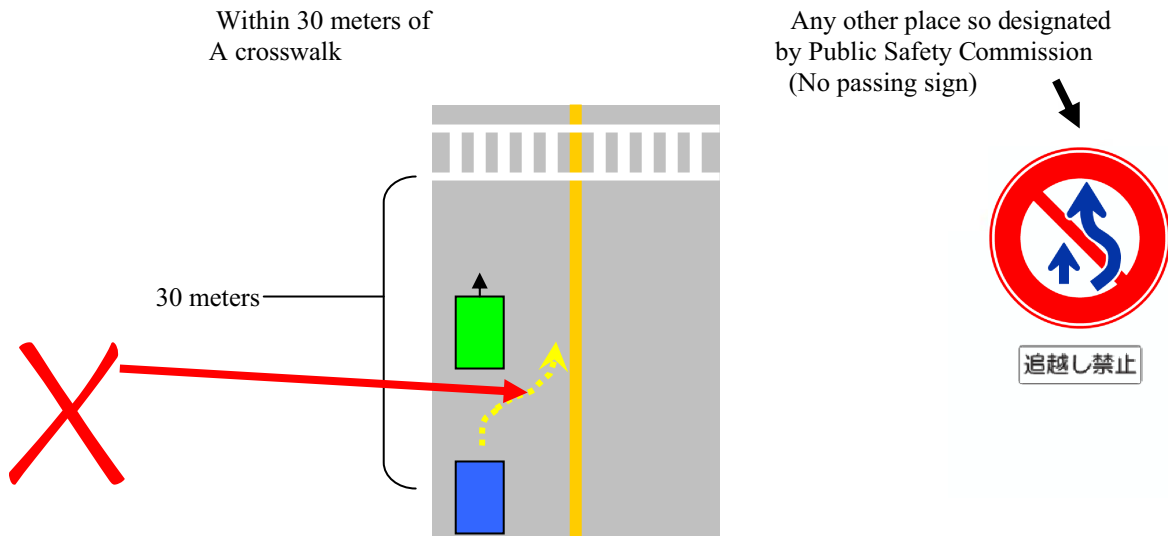 Within 30 meters of
A crosswalk
Any other place so designated
by Public Safety Commission
(No passing sign)
30 meters
追越し禁止